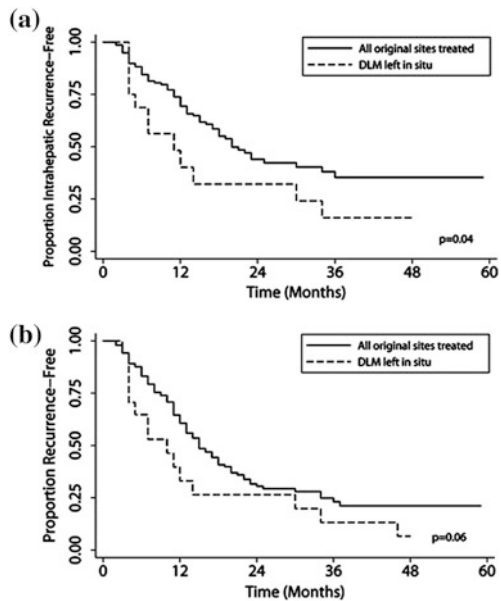 (a)
Proportion Intrahepatic Recurrence-Free
1.00
0.75
0.50
0.25
0.00
All original sites treated
DLM left in situ
p=0.04
0 12 24 36 48 60
Time (Months)
(b)
Proportion Recurrence-Free
1.00
0.75
0.50
0.25
0.00
All original sites treated
DLM left in situ
p=0.06
0 12 24 36 48 60
Time (Months)